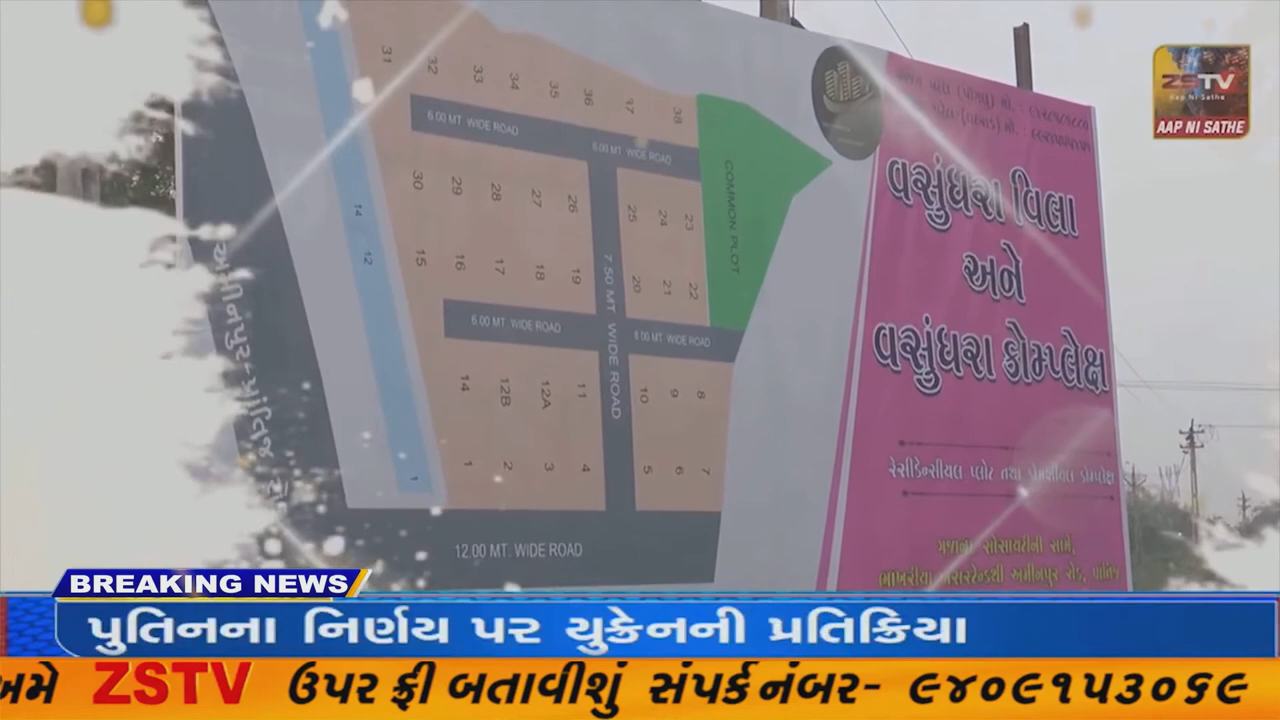 ZSTV
Aap Ni Sathe
AAP NI SATHE
31 32 33 34 35 36 37 38
6.00 MT. WIDE ROAD
6.00 MT. WIDE ROAD
COMMON PLOT
30 29 28 27 26 25 24 23
14
12
15 16 17 18 19 20 21 22
7.50 MT. WIDE ROAD
6.00 MT. WIDE ROAD
6.00 MT. WIDE ROAD
14 12B 12A 11 10 9 8
1
1 2 3 4 5 6 7
12.00 MT. WIDE ROAD
વસુંધરા વિલા
અને
વસુંધરા કોમ્પ્લેક્ષ
રેસીડેન્સીયલ પ્લોટ તથા કોમર્શીયલ કોમ્પ્લેક્ષ
સોસાયટીની સામે,
અમીનપુર રોડ, પ્રાંતિજ
BREAKING NEWS
પુતિનના નિર્ણય પર યુક્રેનની પ્રતિક્રિયા
અમે ZSTV ઉપર ફ્રી બતાવીશું સંપર્ક નંબર- ૯૪૦૯૧૫૩૦૬૯